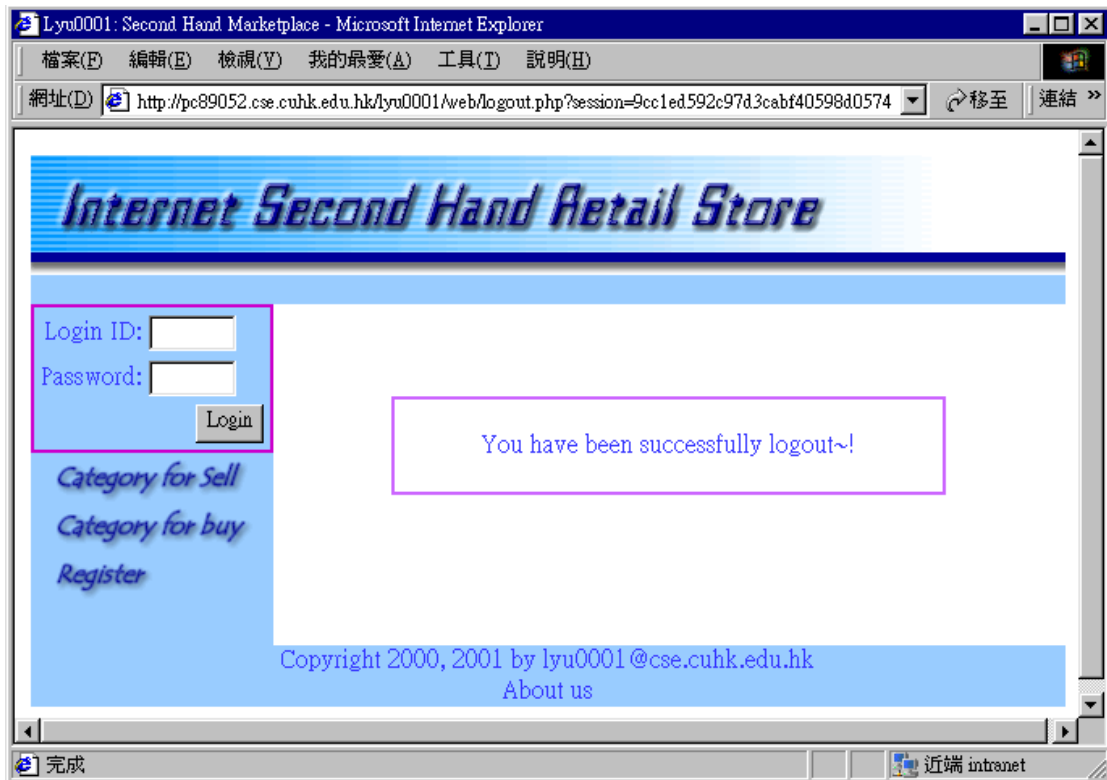 Lyu0001: Second Hand Marketplace - Microsoft Internet Explorer
檔案(F) 編輯(E) 檢視(V) 我的最愛(A) 工具(T) 說明(H)
網址(D) http://pc89052.cse.cuhk.edu.hk/lyu0001/web/logout.php?session=9cc1ed592c97d3cabf40598d0574 移至 連結 »
Internet Second Hand Retail Store
Login ID:
Password:
Login
You have been successfully logout~!
Category for Sell
Category for buy
Register
Copyright 2000, 2001 by lyu0001@cse.cuhk.edu.hk
About us
完成 近端 intranet